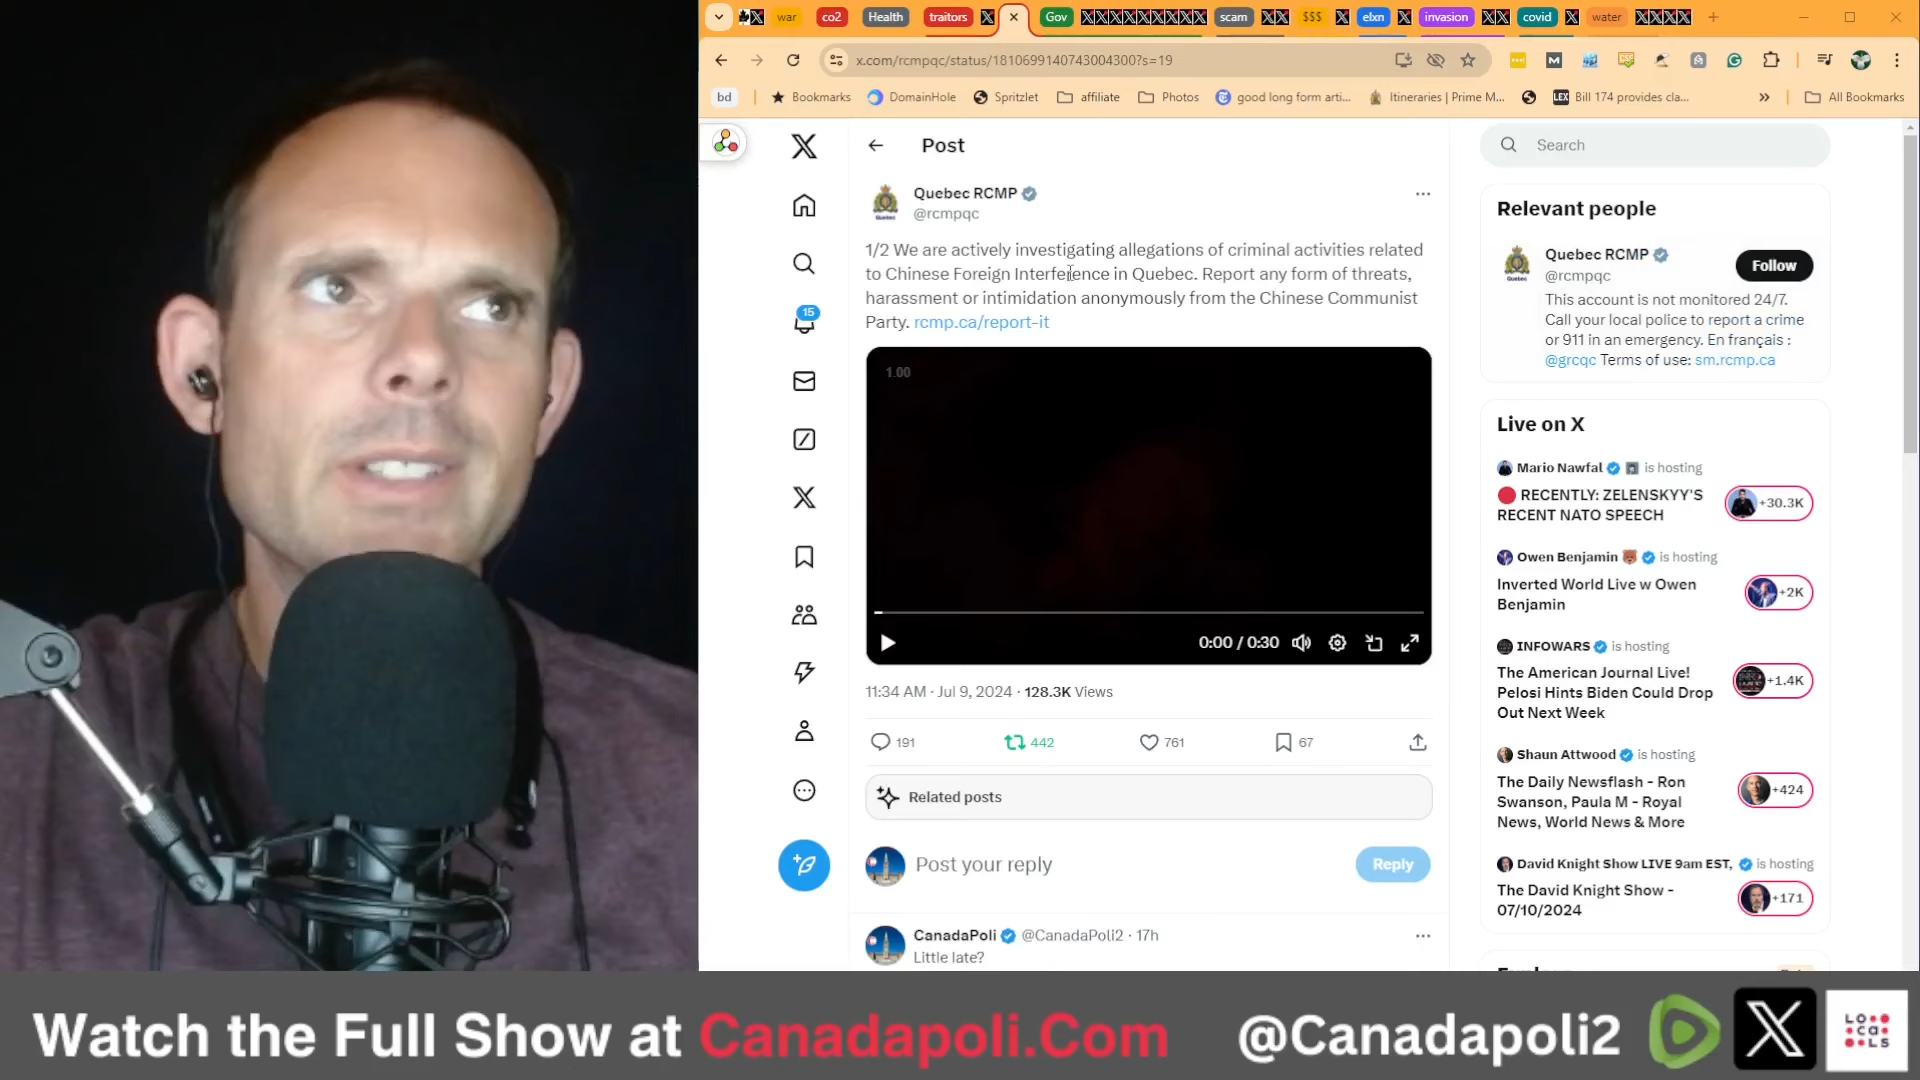 war
co2
Health
traitors
Gov
scam
$$$
elxn
invasion
covid
water
x.com/rcmpqc/status/1810699140743004300?s=19
bd
Bookmarks
DomainHole
Spritzlet
affiliate
Photos
good long form arti...
Itineraries | Prime M...
LEX
Bill 174 provides cla...
All Bookmarks
Post
Quebec RCMP
@rcmpqc
1/2 We are actively investigating allegations of criminal activities related
to Chinese Foreign Interference in Quebec. Report any form of threats,
harassment or intimidation anonymously from the Chinese Communist
Party. rcmp.ca/report-it
1.00
0:00 / 0:30
11:34 AM · Jul 9, 2024 · 128.3K Views
191
442
761
67
Related posts
Post your reply
Reply
CanadaPoli @CanadaPoli2 · 17h
Little late?
15
Search
Relevant people
Quebec RCMP
@rcmpqc
Follow
This account is not monitored 24/7.
Call your local police to report a crime
or 911 in an emergency. En français :
@grcqc Terms of use: sm.rcmp.ca
Live on X
Mario Nawfal is hosting
RECENTLY: ZELENSKYY'S
RECENT NATO SPEECH
+30.3K
Owen Benjamin is hosting
Inverted World Live w Owen
Benjamin
+2K
INFOWARS is hosting
The American Journal Live!
Pelosi Hints Biden Could Drop
Out Next Week
+1.4K
Shaun Attwood is hosting
The Daily Newsflash - Ron
Swanson, Paula M - Royal
News, World News & More
+424
David Knight Show LIVE 9am EST, is hosting
The David Knight Show -
07/10/2024
+171
Watch the Full Show at Canadapoli.Com
@Canadapoli2
LOCALS